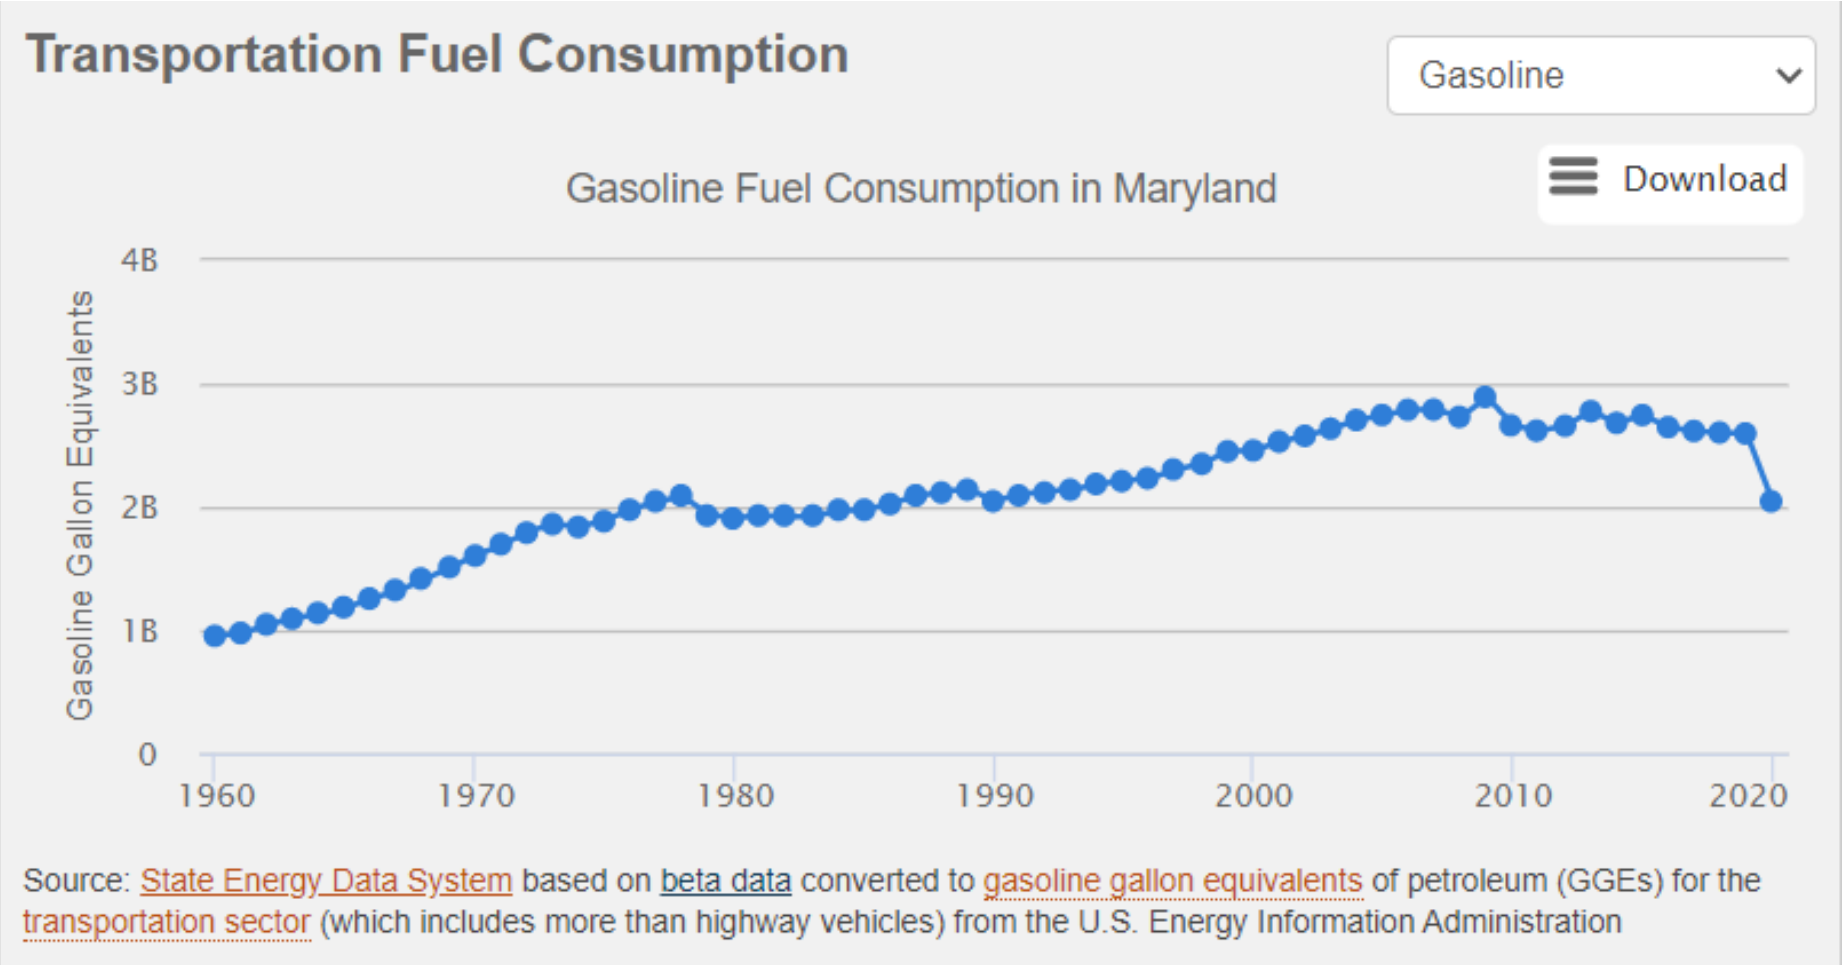 Transportation Fuel Consumption
Gasoline
Gasoline Fuel Consumption in Maryland
Download
Gasoline Gallon Equivalents
4B
3B
2B
1B
0
1960 1970 1980 1990 2000 2010 2020
Source: State Energy Data System based on beta data converted to gasoline gallon equivalents of petroleum (GGEs) for the
transportation sector (which includes more than highway vehicles) from the U.S. Energy Information Administration